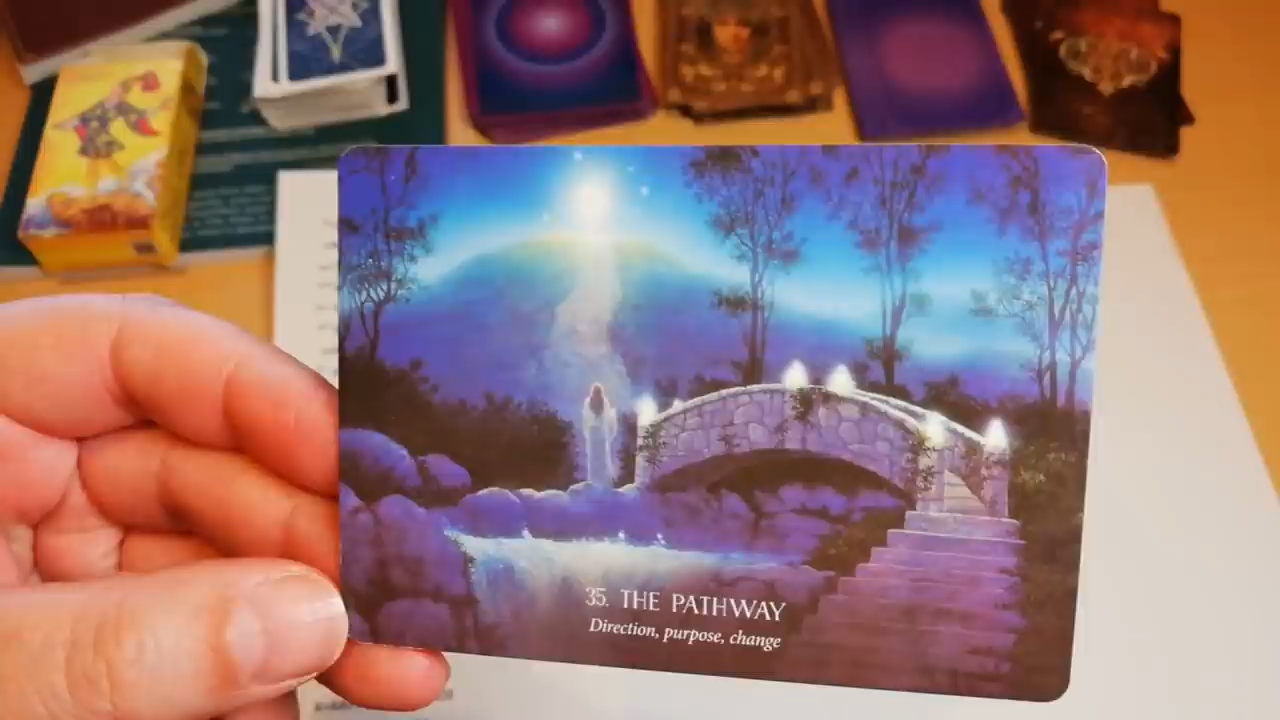 35. THE PATHWAY
Direction, purpose, change